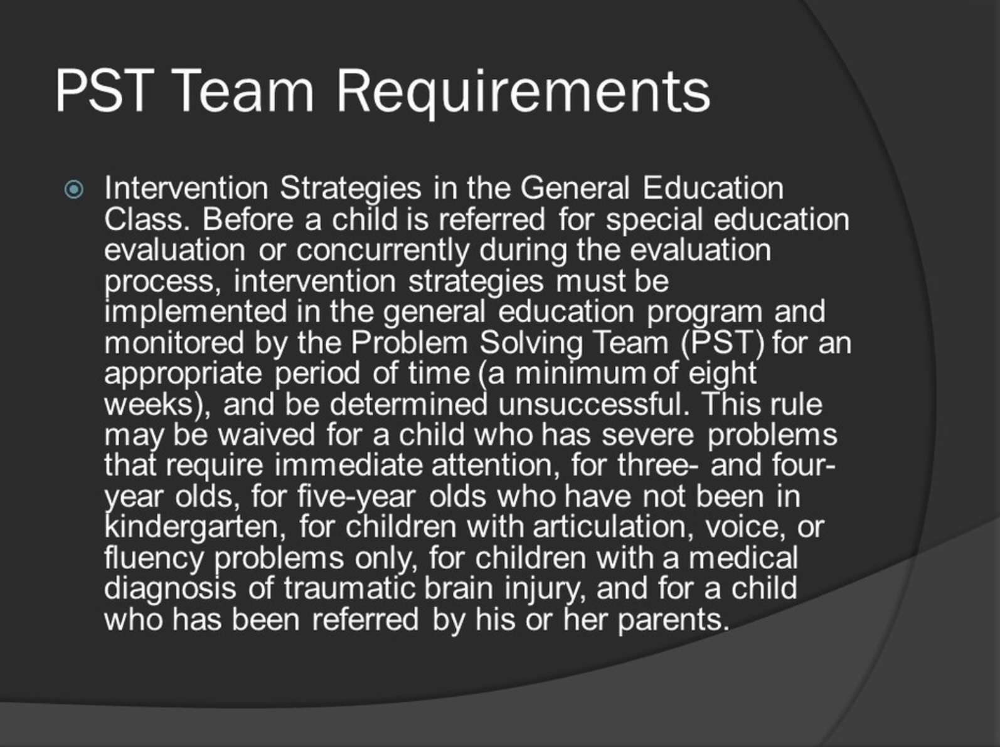 PST Team Requirements
Intervention Strategies in the General Education
Class. Before a child is referred for special education
evaluation or concurrently during the evaluation
process, intervention strategies must be
implemented in the general education program and
monitored by the Problem Solving Team (PST) for an
appropriate period of time (a minimum of eight
weeks), and be determined unsuccessful. This rule
may be waived for a child who has severe problems
that require immediate attention, for three- and four-
year olds, for five-year olds who have not been in
kindergarten, for children with articulation, voice, or
fluency problems only, for children with a medical
diagnosis of traumatic brain injury, and for a child
who has been referred by his or her parents.